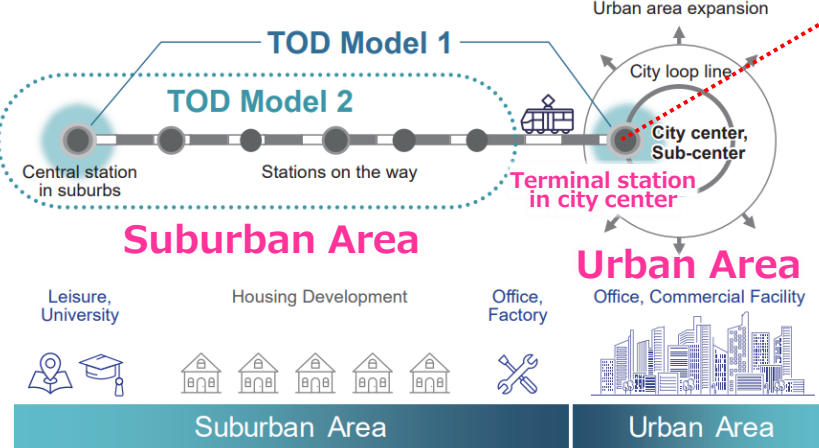 Urban area expansion
TOD Model 1
City loop line
TOD Model 2
City center,
Sub-center
Central station
in suburbs
Stations on the way
Terminal station
in city center
Suburban Area
Urban Area
Leisure,
University
Housing Development
Office,
Factory
Office, Commercial Facility
Suburban Area
Urban Area